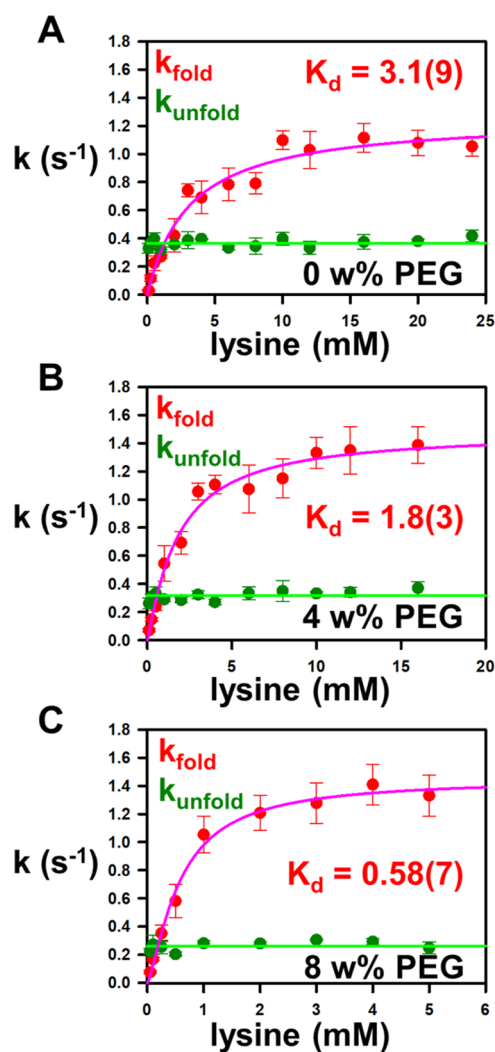 A
1.8
1.6
1.4
1.2
1.0
0.8
0.6
0.4
0.2
0.0
k (s-1)
kfold
kunfold
Kd = 3.1(9)
0 w% PEG
0 5 10 15 20 25
lysine (mM)
B
1.8
1.6
1.4
1.2
1.0
0.8
0.6
0.4
0.2
0.0
k (s-1)
kfold
kunfold
Kd = 1.8(3)
4 w% PEG
0 5 10 15 20
lysine (mM)
C
1.8
1.6
1.4
1.2
1.0
0.8
0.6
0.4
0.2
0.0
k (s-1)
kfold
kunfold
Kd = 0.58(7)
8 w% PEG
0 1 2 3 4 5 6
lysine (mM)